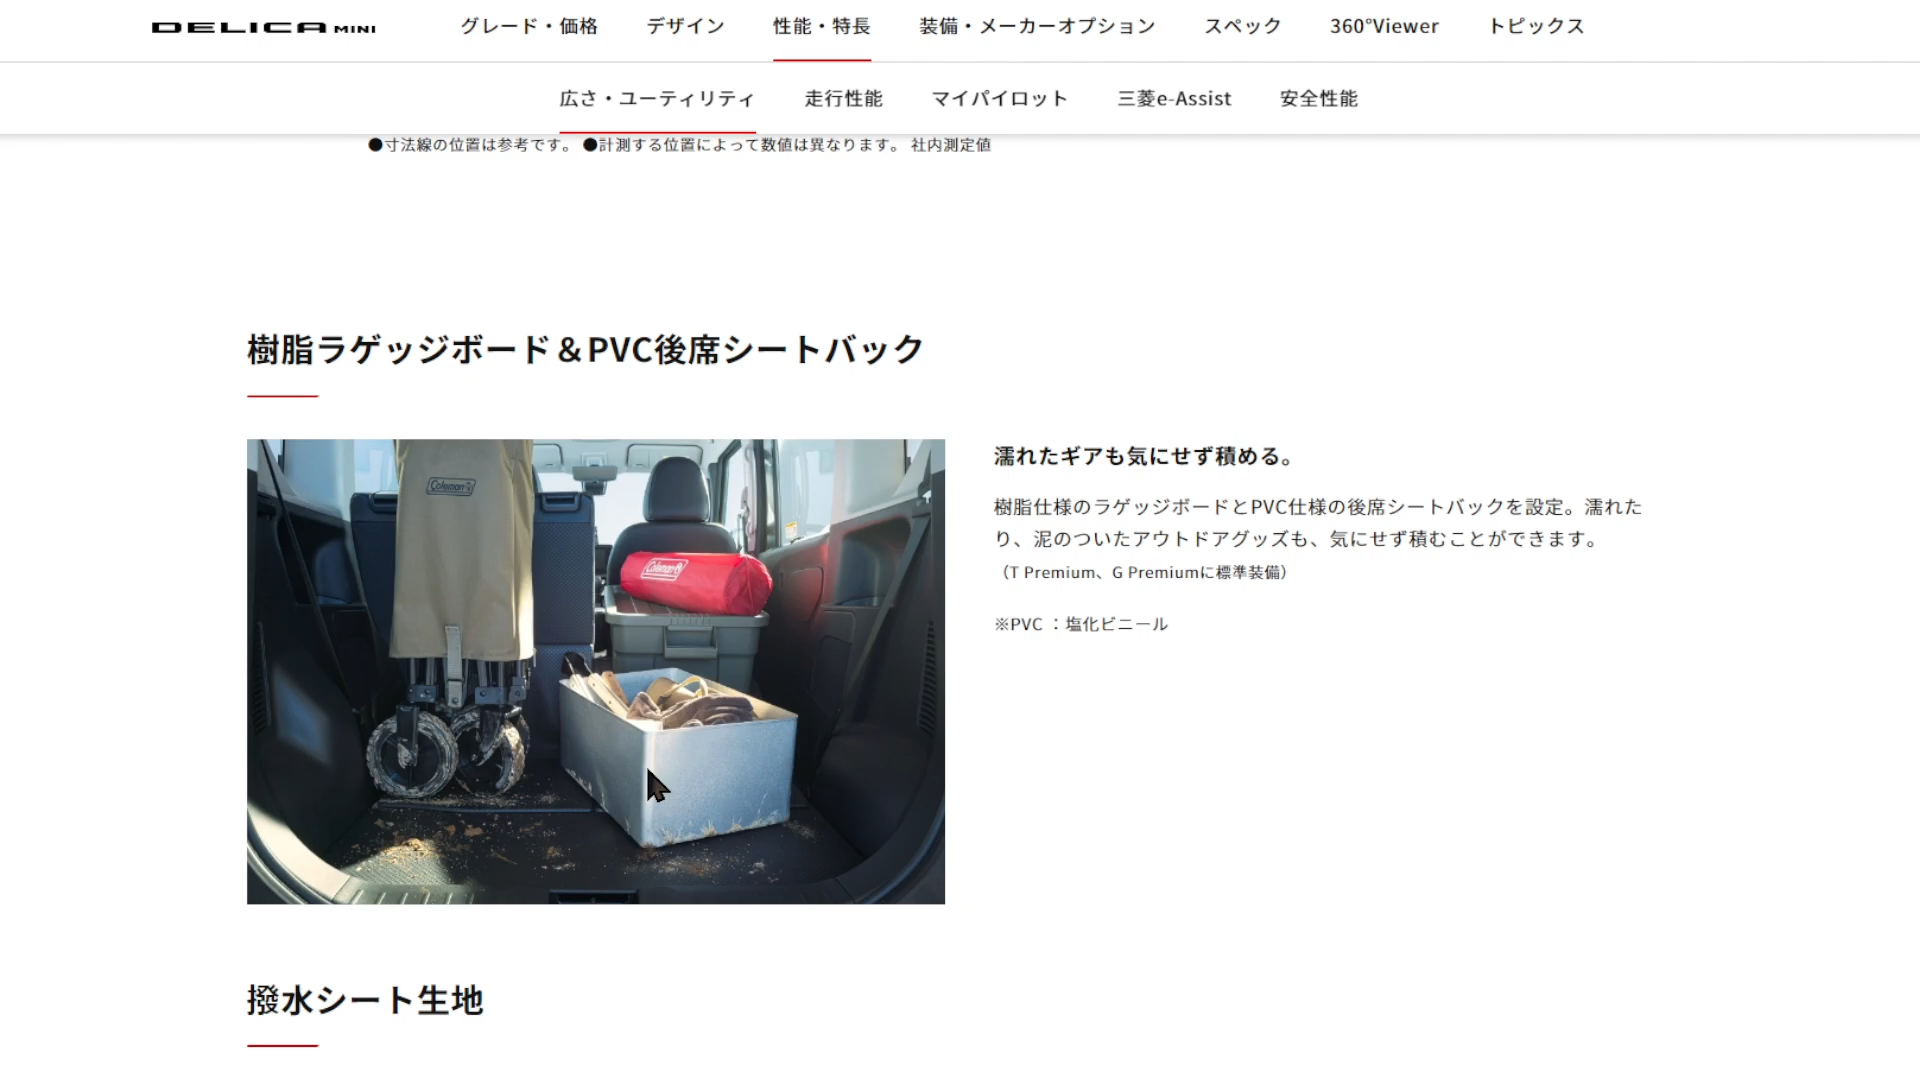 DELICA MINI
グレード・価格 デザイン 性能・特長 装備・メーカーオプション スペック 360°Viewer トピックス
広さ・ユーティリティ 走行性能 マイパイロット 三菱e-Assist 安全性能
●寸法線の位置は参考です。 ●計測する位置によって数値は異なります。 社内測定値
樹脂ラゲッジボード＆PVC後席シートバック
Coleman
Coleman
濡れたギアも気にせず積める。
樹脂仕様のラゲッジボードとPVC仕様の後席シートバックを設定。濡れた
り、泥のついたアウトドアグッズも、気にせず積むことができます。
（T Premium、G Premiumに標準装備）
※PVC ：塩化ビニール
撥水シート生地